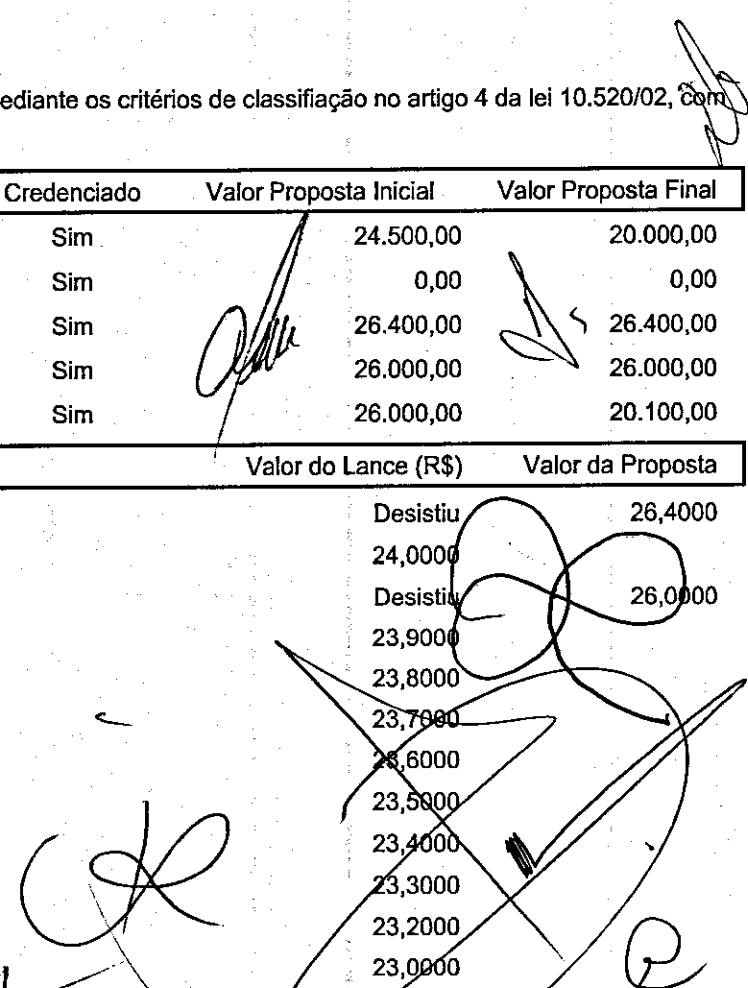 ediante os critérios de classifiação no artigo 4 da lei 10.520/02, com
Credenciado Valor Proposta Inicial Valor Proposta Final
Sim 24.500,00 20.000,00
Sim 0,00 0,00
Sim 26.400,00 26.400,00
Sim 26.000,00 26.000,00
Sim 26.000,00 20.100,00
Valor do Lance (R$) Valor da Proposta
Desistiu 26,4000
24,0000
Desistiu 26,0000
23,9000
23,8000
23,7000
23,6000
23,5000
23,4000
23,3000
23,2000
23,0000